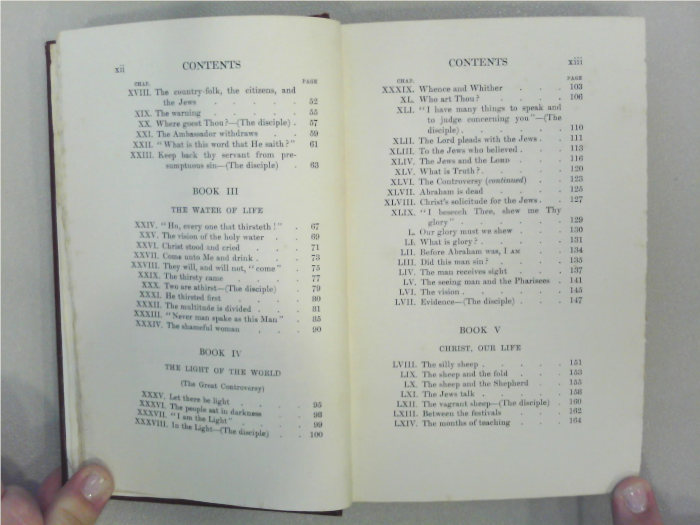 xii
CONTENTS
CHAP. PAGE
XVIII. The country-folk, the citizens, and
the Jews . . . . . 52
XIX. The warning . . . . 55
XX. Where goest Thou?—(The disciple) . 57
XXI. The Ambassador withdraws . . 59
XXII. "What is this word that He saith?" 61
XXIII. Keep back thy servant from pre-
sumptuous sin—(The disciple) . 63
BOOK III
THE WATER OF LIFE
XXIV. "Ho, every one that thirsteth!" . 67
XXV. The vision of the holy water . . 69
XXVI. Christ stood and cried . . . 71
XXVII. Come unto Me and drink . . . 73
XXVIII. They will, and will not, "come" . 75
XXIX. The thirsty came . . . 77
XXX. Two are athirst—(The disciple) . 79
XXXI. He thirsted first . . . . 80
XXXII. The multitude is divided . . . 81
XXXIII. "Never man spake as this Man" . 85
XXXIV. The shameful woman . . . 90
BOOK IV
THE LIGHT OF THE WORLD
(The Great Controversy)
XXXV. Let there be light . . . . 95
XXXVI. The people sat in darkness . . 98
XXXVII. "I am the Light" . . . . 99
XXXVIII. In the Light—(The disciple) . . 100
CONTENTS
xiii
CHAP. PAGE
XXXIX. Whence and Whither . . . 103
XL. Who art Thou? . . . . 106
XLI. "I have many things to speak and
to judge concerning you"—(The
disciple) . . . . . 110
XLII. The Lord pleads with the Jews . . 111
XLIII. To the Jews who believed . . . 113
XLIV. The Jews and the LORD . . . 116
XLV. What is Truth? . . . . 120
XLVI. The Controversy (continued) . . 123
XLVII. Abraham is dead . . . . 125
XLVIII. Christ's solicitude for the Jews . . 127
XLIX. "I beseech Thee, shew me Thy
glory" . . . . . 129
L. Our glory must we shew . . . 130
LI. What is glory? . . . . 131
LII. Before Abraham was, I AM . . 134
LIII. Did this man sin? . . . . 135
LIV. The man receives sight . . . 137
LV. The seeing man and the Pharisees . 141
LVI. The vision . . . . . 145
LVII. Evidence—(The disciple) . . . 147
BOOK V
CHRIST, OUR LIFE
LVIII. The silly sheep . . . . 151
LIX. The sheep and the fold . . . 153
LX. The sheep and the Shepherd . . 155
LXI. The Jews talk . . . . 158
LXII. The vagrant sheep—(The disciple) . 160
LXIII. Between the festivals . . . 162
LXIV. The months of teaching . . . 164